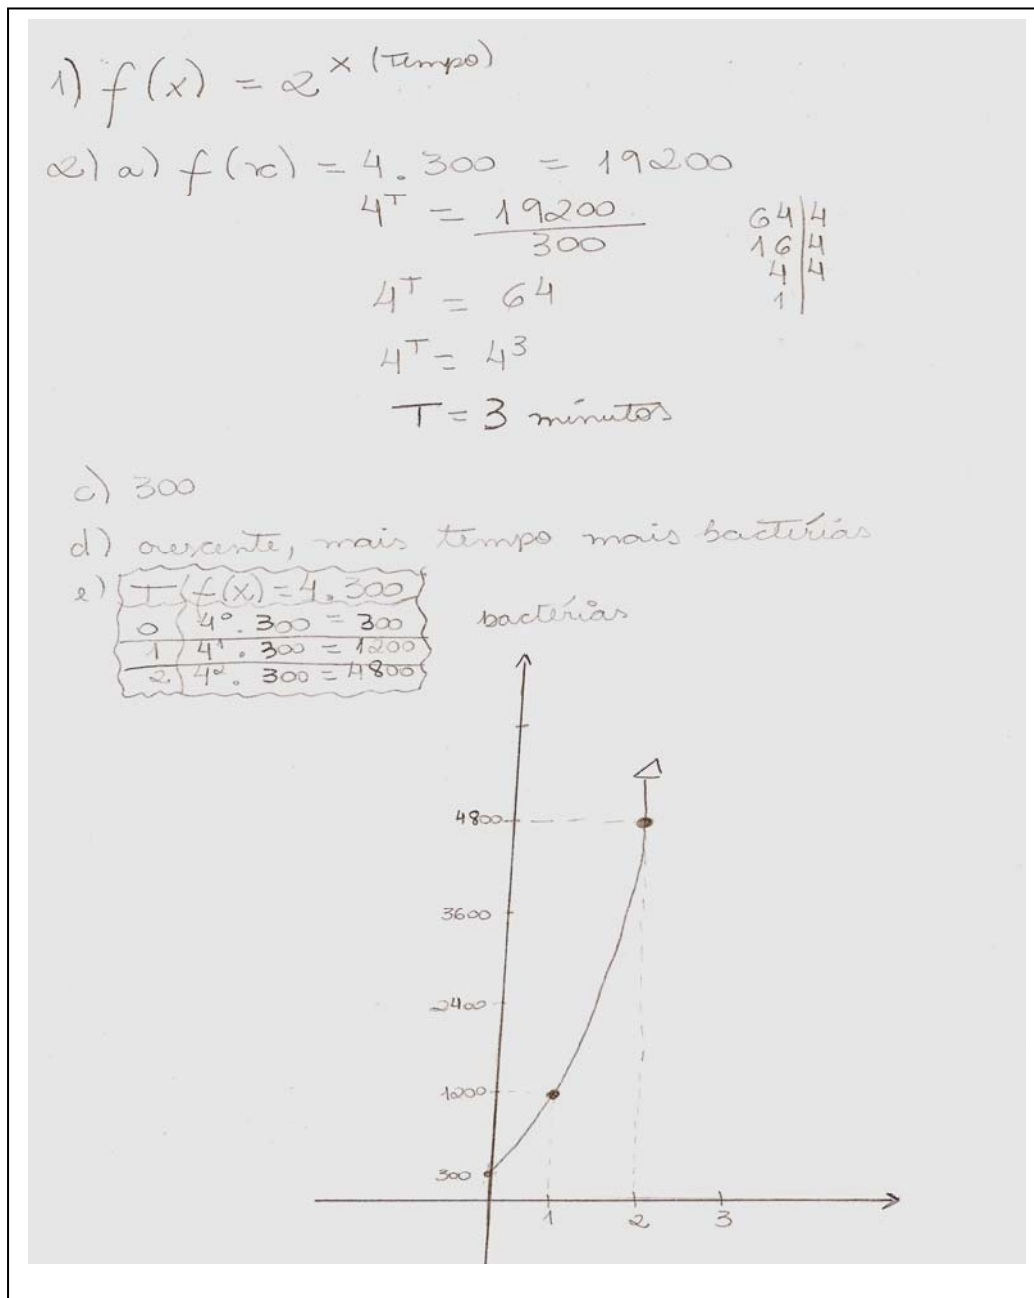 1) f(x) = 2^x (Tempo)
2) a) f(x) = 4.300 = 19200
4^T = 19200/300
64|4
16|4
4|4
1|
4^T = 64
4^T = 4^3
T = 3 minutos
c) 300
d) crescente, mais tempo mais bactérias
e) T f(x) = 4.300
0 4^0. 300 = 300
1 4^1. 300 = 1200
2 4^2. 300 = 4800
bactérias
4800
3600
2400
1200
300
1 2 3